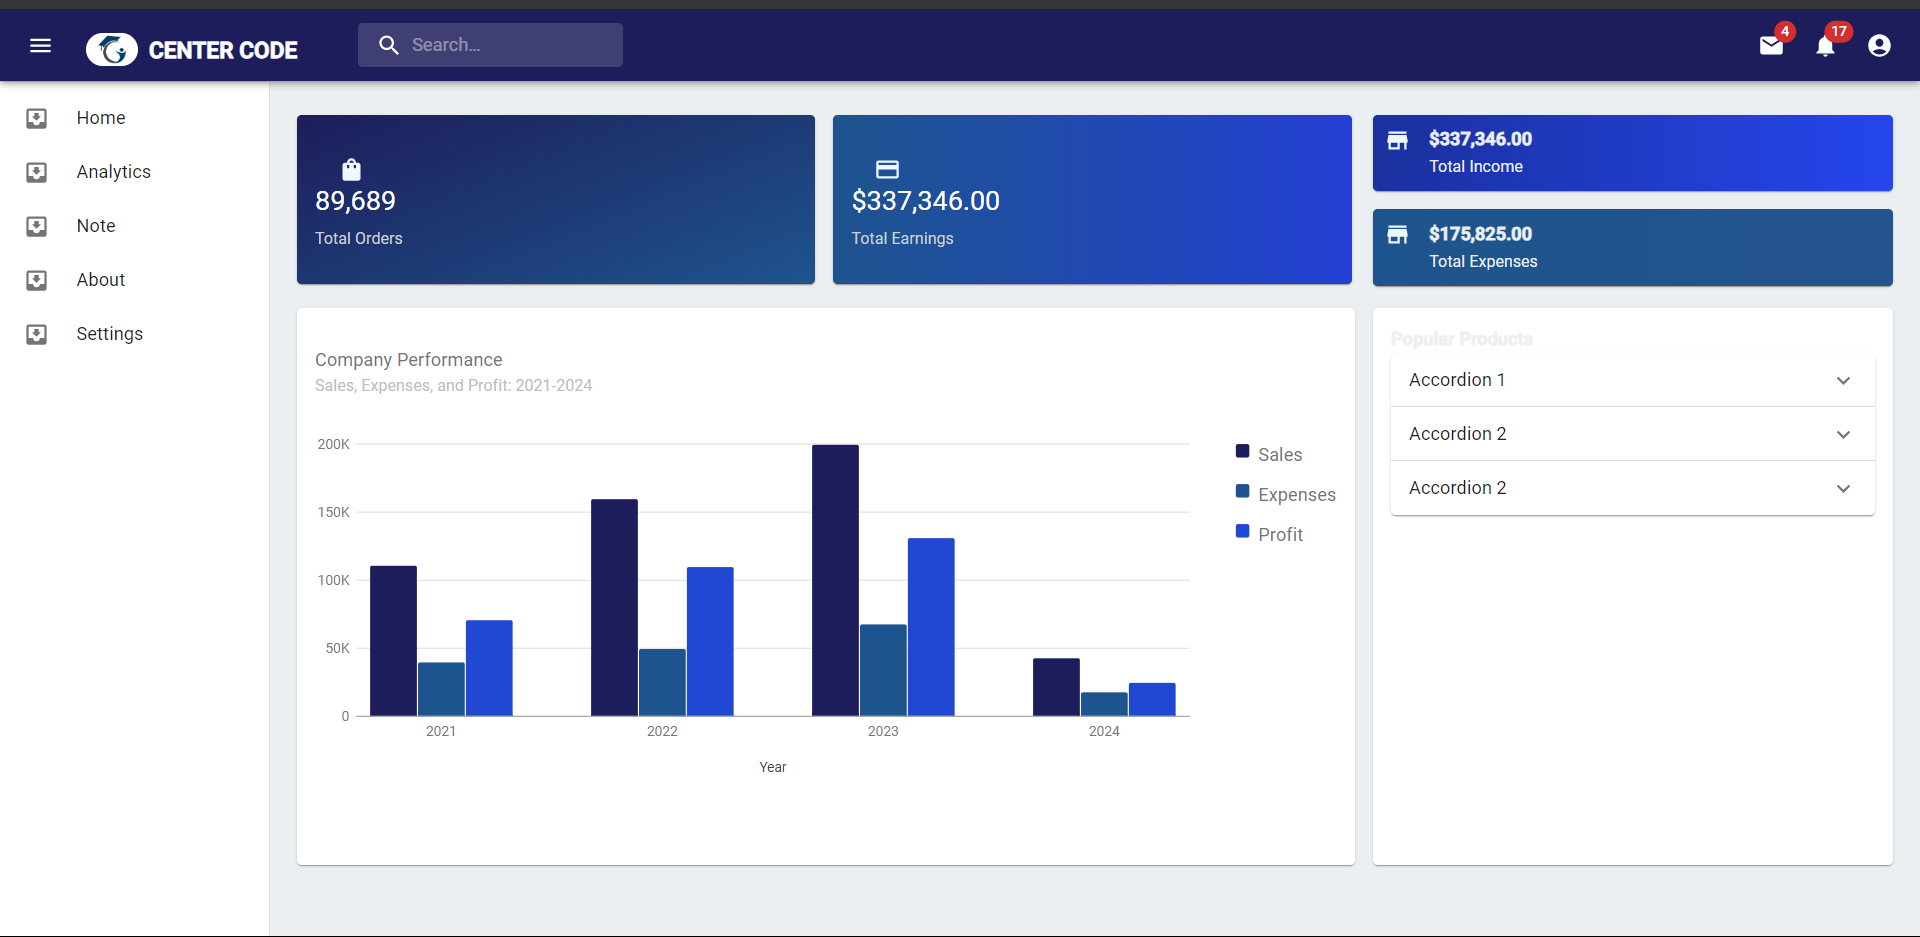 CENTER CODE
Search...
4
17
Home
Analytics
Note
About
Settings
89,689
Total Orders
$337,346.00
Total Earnings
$337,346.00
Total Income
$175,825.00
Total Expenses
Company Performance
Sales, Expenses, and Profit: 2021-2024
200K
150K
100K
50K
0
2021
2022
2023
2024
Year
Sales
Expenses
Profit
Popular Products
Accordion 1
Accordion 2
Accordion 2